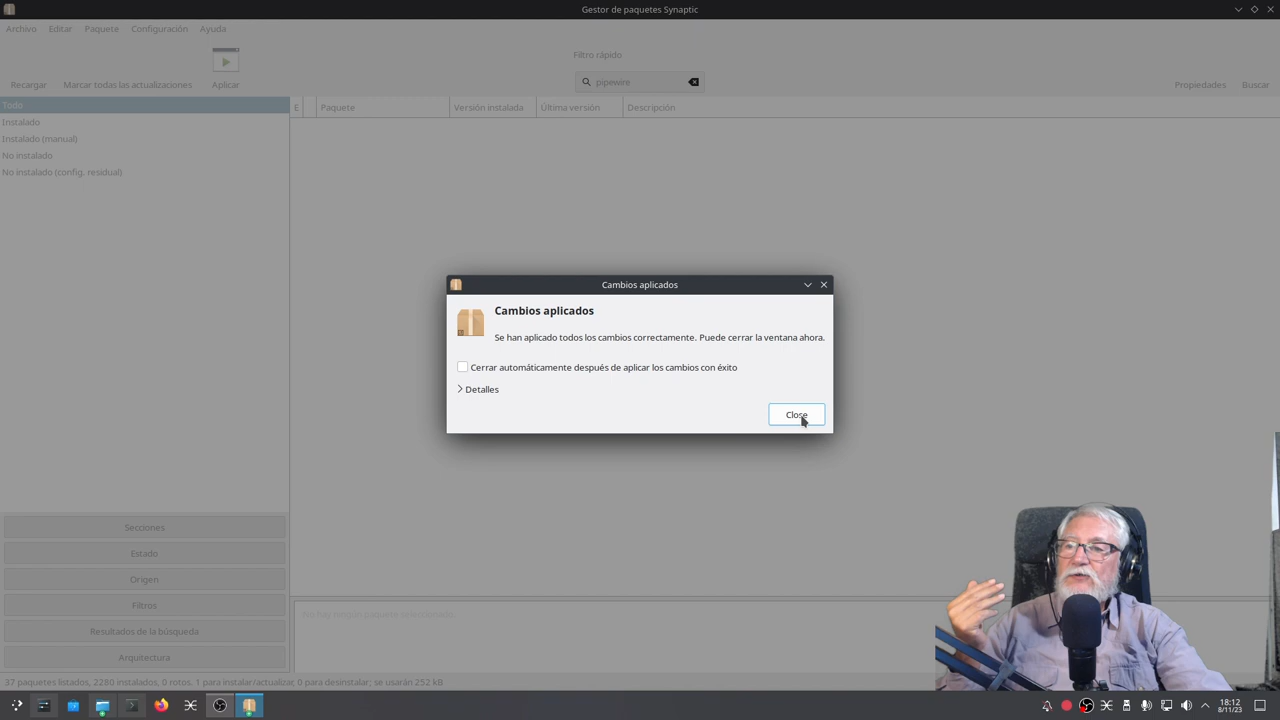 Gestor de paquetes Synaptic
Archivo Editar Paquete Configuración Ayuda
Filtro rápido
Recargar Marcar todas las actualizaciones Aplicar pipewire Propiedades Buscar
Todo
E Paquete Versión instalada Última versión Descripción
Instalado
Instalado (manual)
No instalado
No instalado (config. residual)
Cambios aplicados
Cambios aplicados
Se han aplicado todos los cambios correctamente. Puede cerrar la ventana ahora.
Cerrar automáticamente después de aplicar los cambios con éxito
Detalles
Close
Secciones
Estado
Origen
Filtros
Resultados de la búsqueda
Arquitectura
No hay ningún paquete seleccionado.
37 paquetes listados, 2280 instalados, 0 rotos. 1 para instalar/actualizar, 0 para desinstalar; se usarán 252 kB
18:12
8/11/23